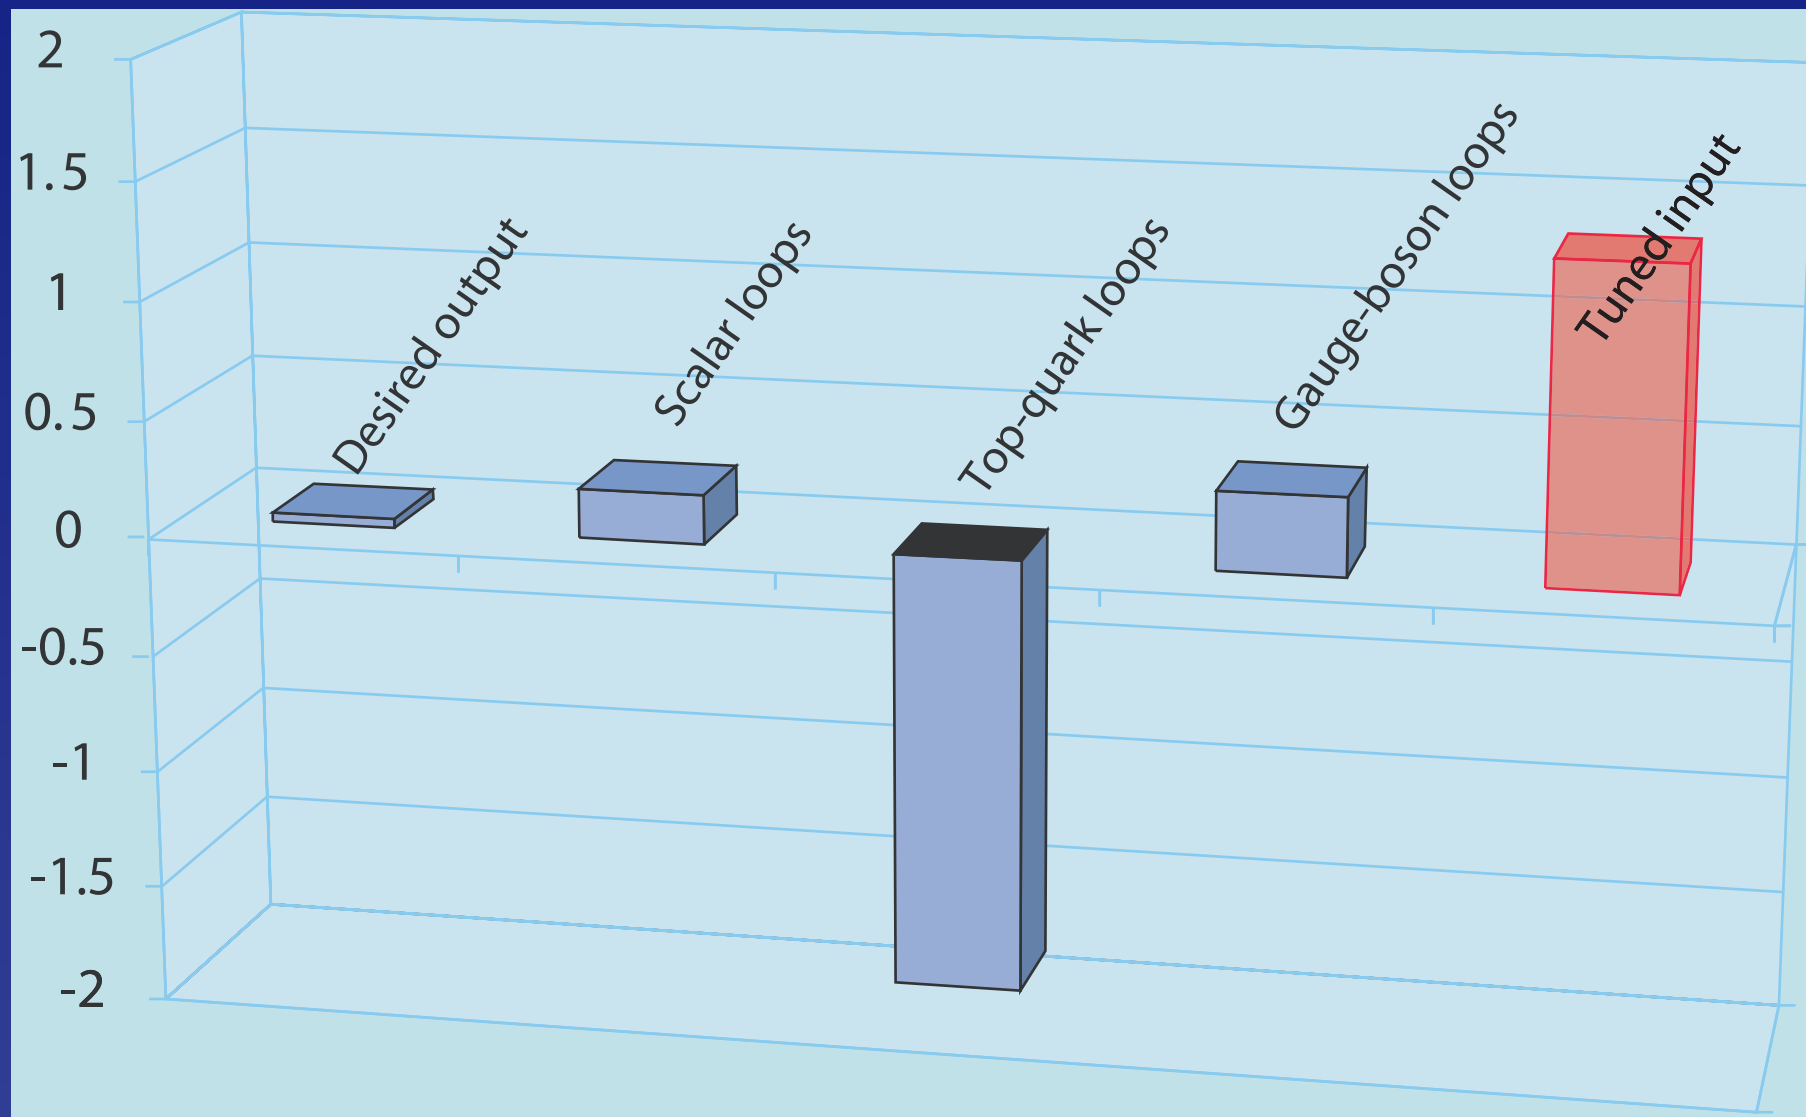 2
1.5
1
0.5
0
-0.5
-1
-1.5
-2
Desired output
Scalar loops
Top-quark loops
Gauge-boson loops
Tuned input